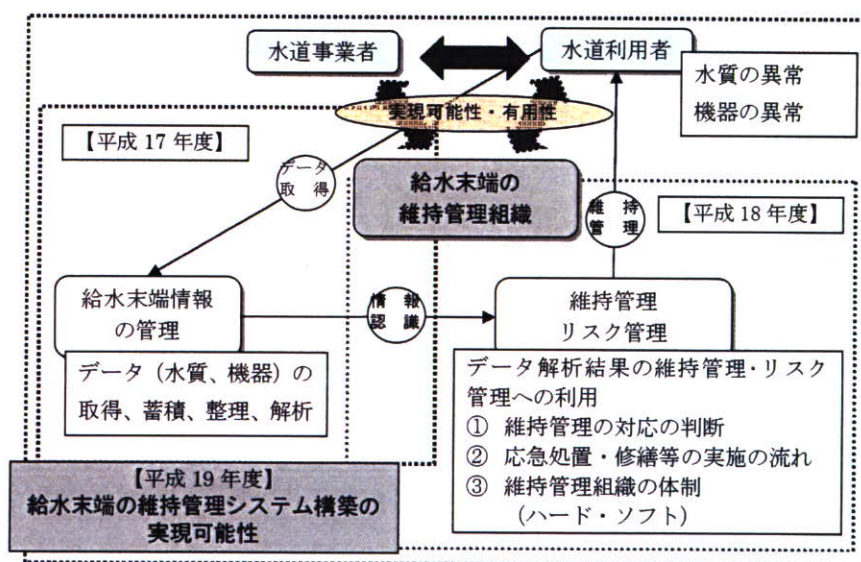 水道事業者
水道利用者
水質の異常
機器の異常
実現可能性・有用性
【平成17年度】
データ
取得
給水末端の
維持管理組織
維持
管理
【平成18年度】
給水末端情報
の管理
情報
認識
維持管理
リスク管理
データ（水質、機器）の
取得、蓄積、整理、解析
データ解析結果の維持管理・リスク
管理への利用
① 維持管理の対応の判断
② 応急処置・修繕等の実施の流れ
③ 維持管理組織の体制
（ハード・ソフト）
【平成19年度】
給水末端の維持管理システム構築の
実現可能性